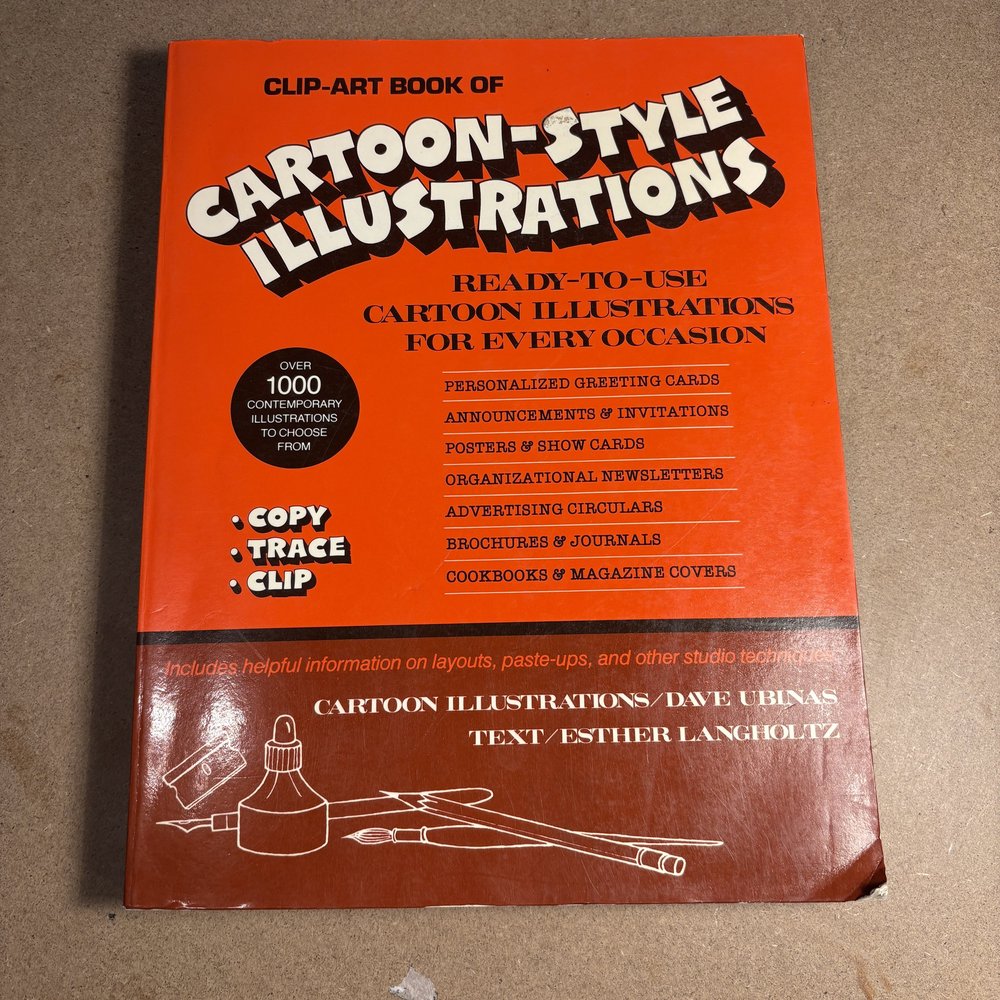 CLIP-ART BOOK OF
CARTOON-STYLE
ILLUSTRATIONS
READY-TO-USE
CARTOON ILLUSTRATIONS
FOR EVERY OCCASION
OVER
1000
CONTEMPORARY
ILLUSTRATIONS
TO CHOOSE
FROM
PERSONALIZED GREETING CARDS
ANNOUNCEMENTS & INVITATIONS
POSTERS & SHOW CARDS
ORGANIZATIONAL NEWSLETTERS
ADVERTISING CIRCULARS
BROCHURES & JOURNALS
COOKBOOKS & MAGAZINE COVERS
• COPY
• TRACE
• CLIP
Includes helpful information on layouts, paste-ups, and other studio techniques.
CARTOON ILLUSTRATIONS/DAVE UBINAS
TEXT/ESTHER LANGHOLTZ